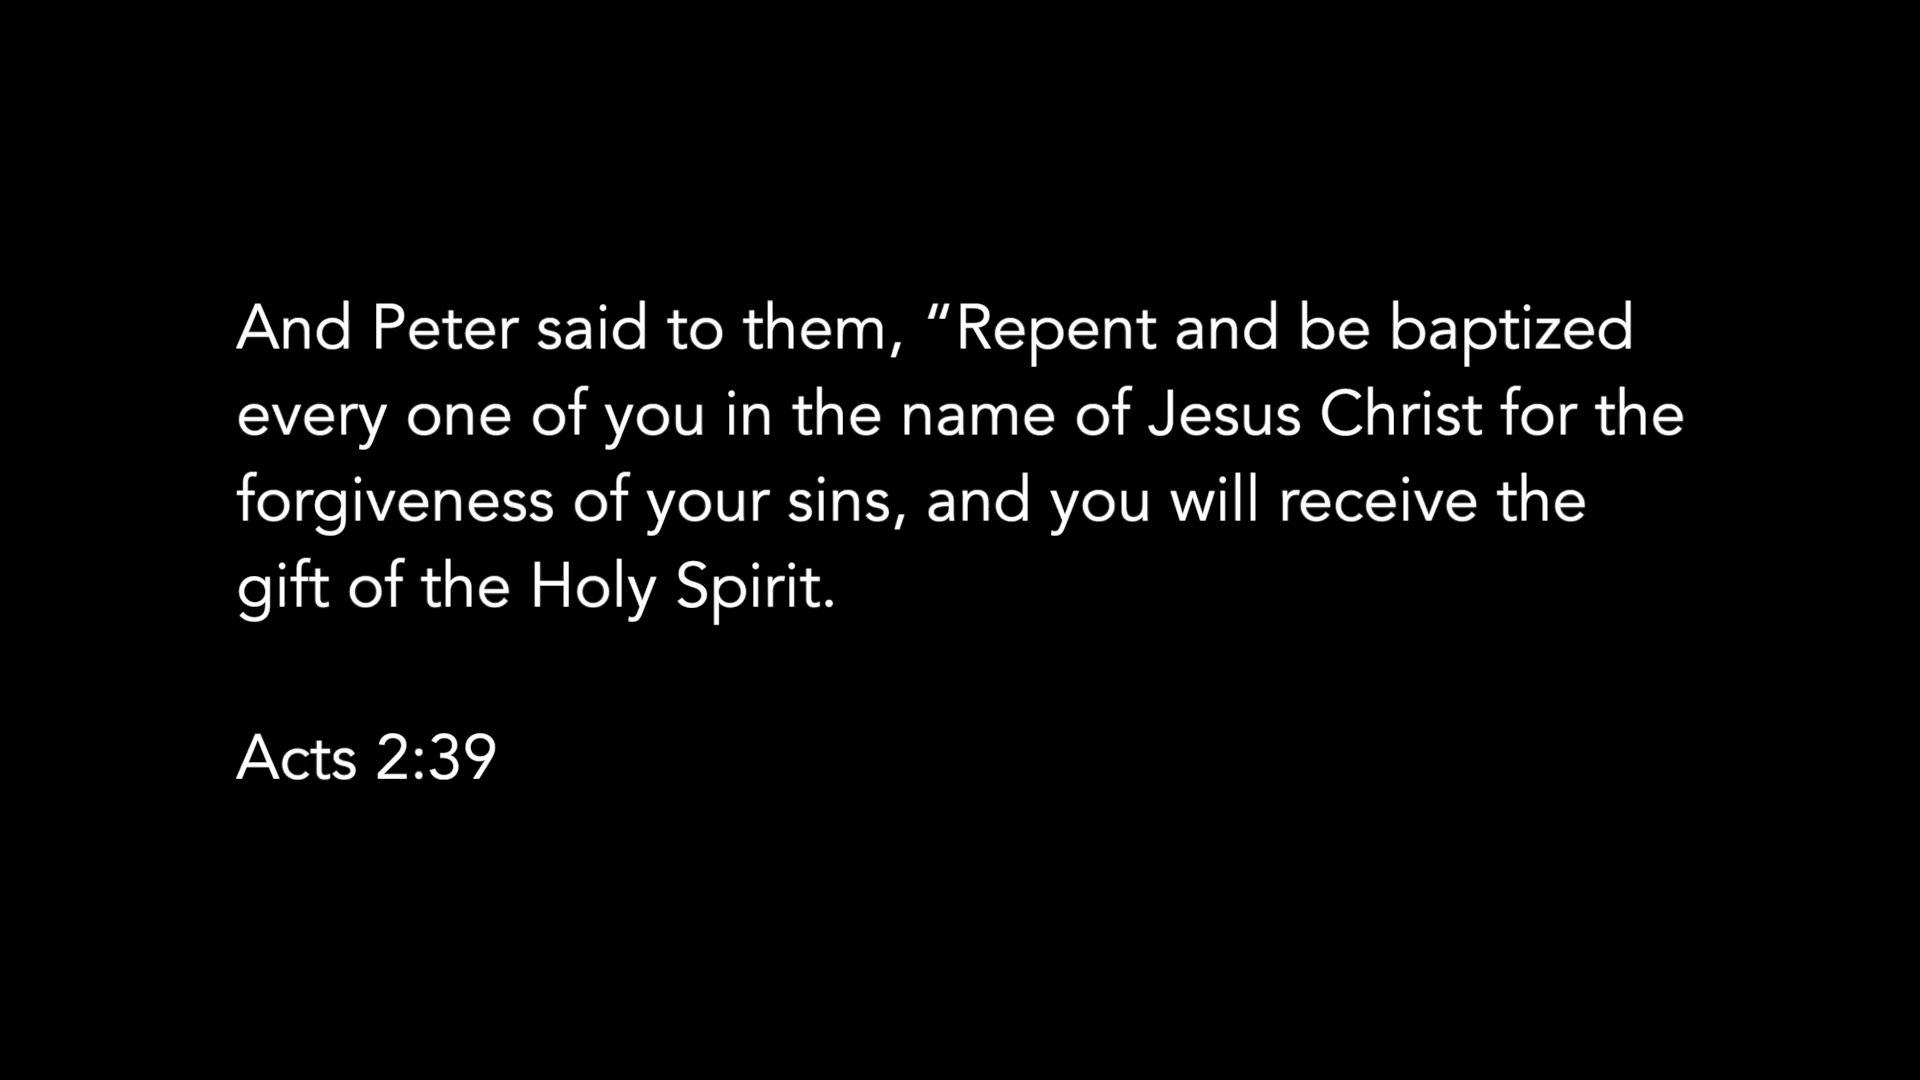 And Peter said to them, “Repent and be baptized
every one of you in the name of Jesus Christ for the
forgiveness of your sins, and you will receive the
gift of the Holy Spirit.
Acts 2:39